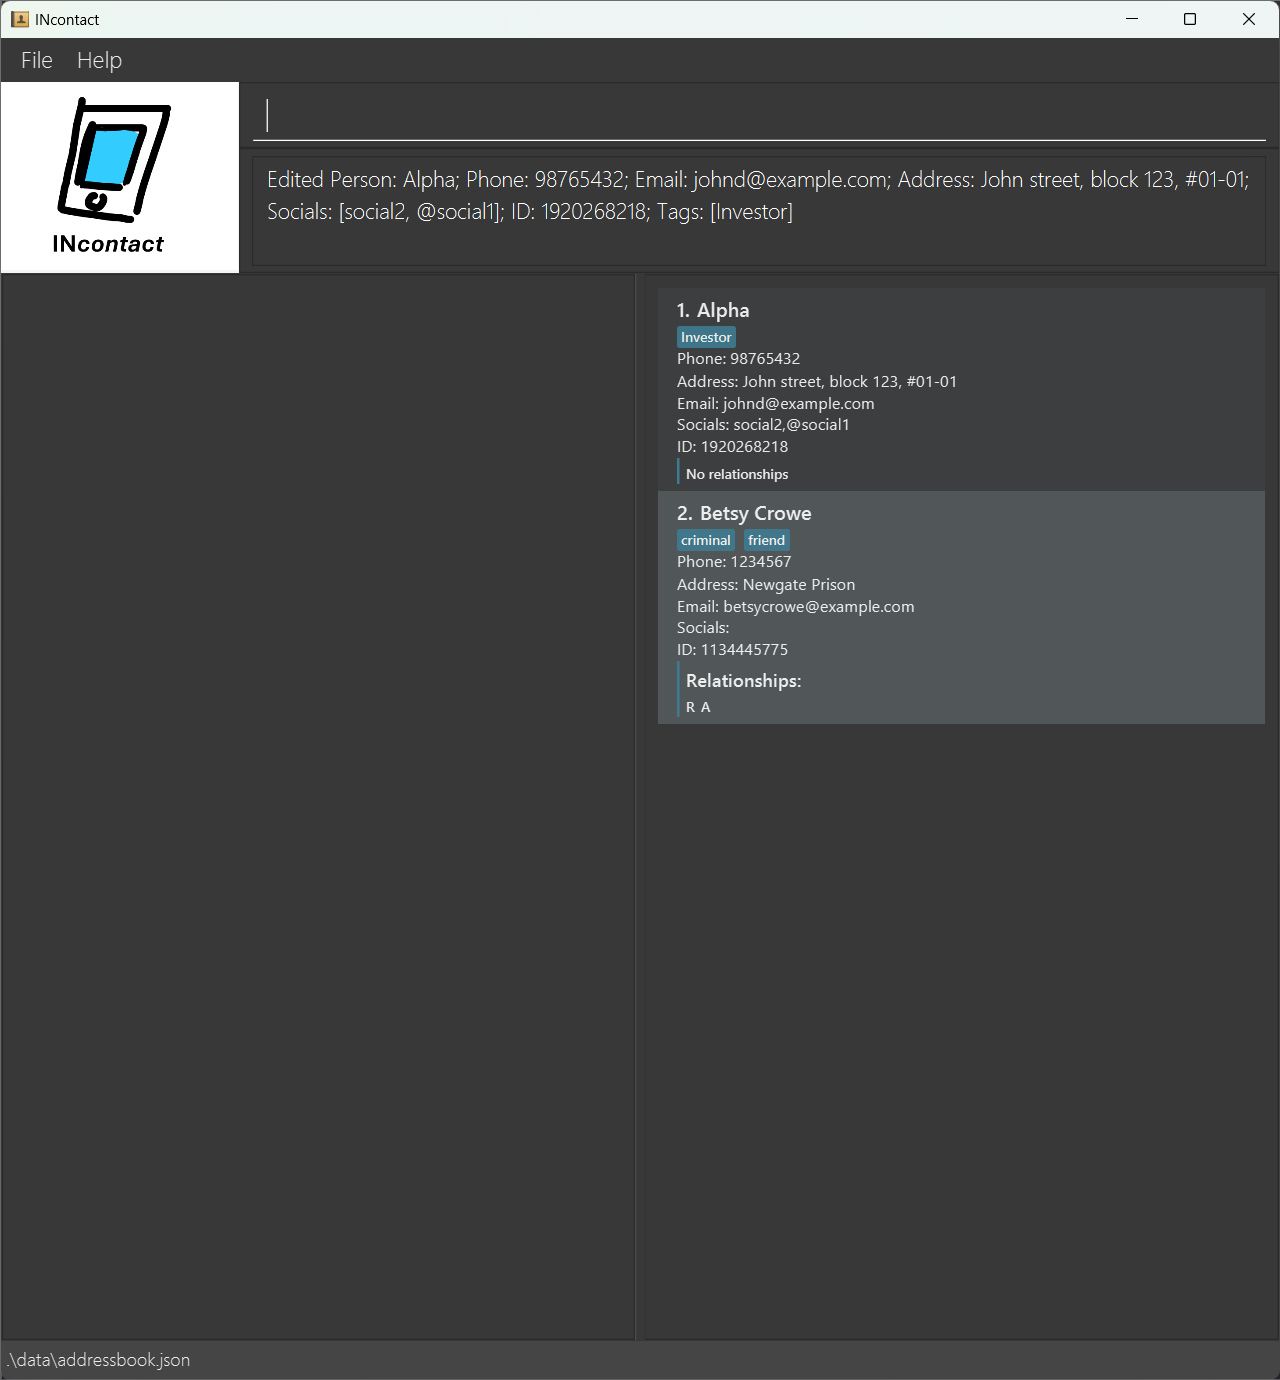 INcontact
File Help
INcontact
Edited Person: Alpha; Phone: 98765432; Email: johnd@example.com; Address: John street, block 123, #01-01;
Socials: [social2, @social1]; ID: 1920268218; Tags: [Investor]
1. Alpha
Investor
Phone: 98765432
Address: John street, block 123, #01-01
Email: johnd@example.com
Socials: social2,@social1
ID: 1920268218
No relationships
2. Betsy Crowe
criminal friend
Phone: 1234567
Address: Newgate Prison
Email: betsycrowe@example.com
Socials:
ID: 1134445775
Relationships:
R A
.\data\addressbook.json